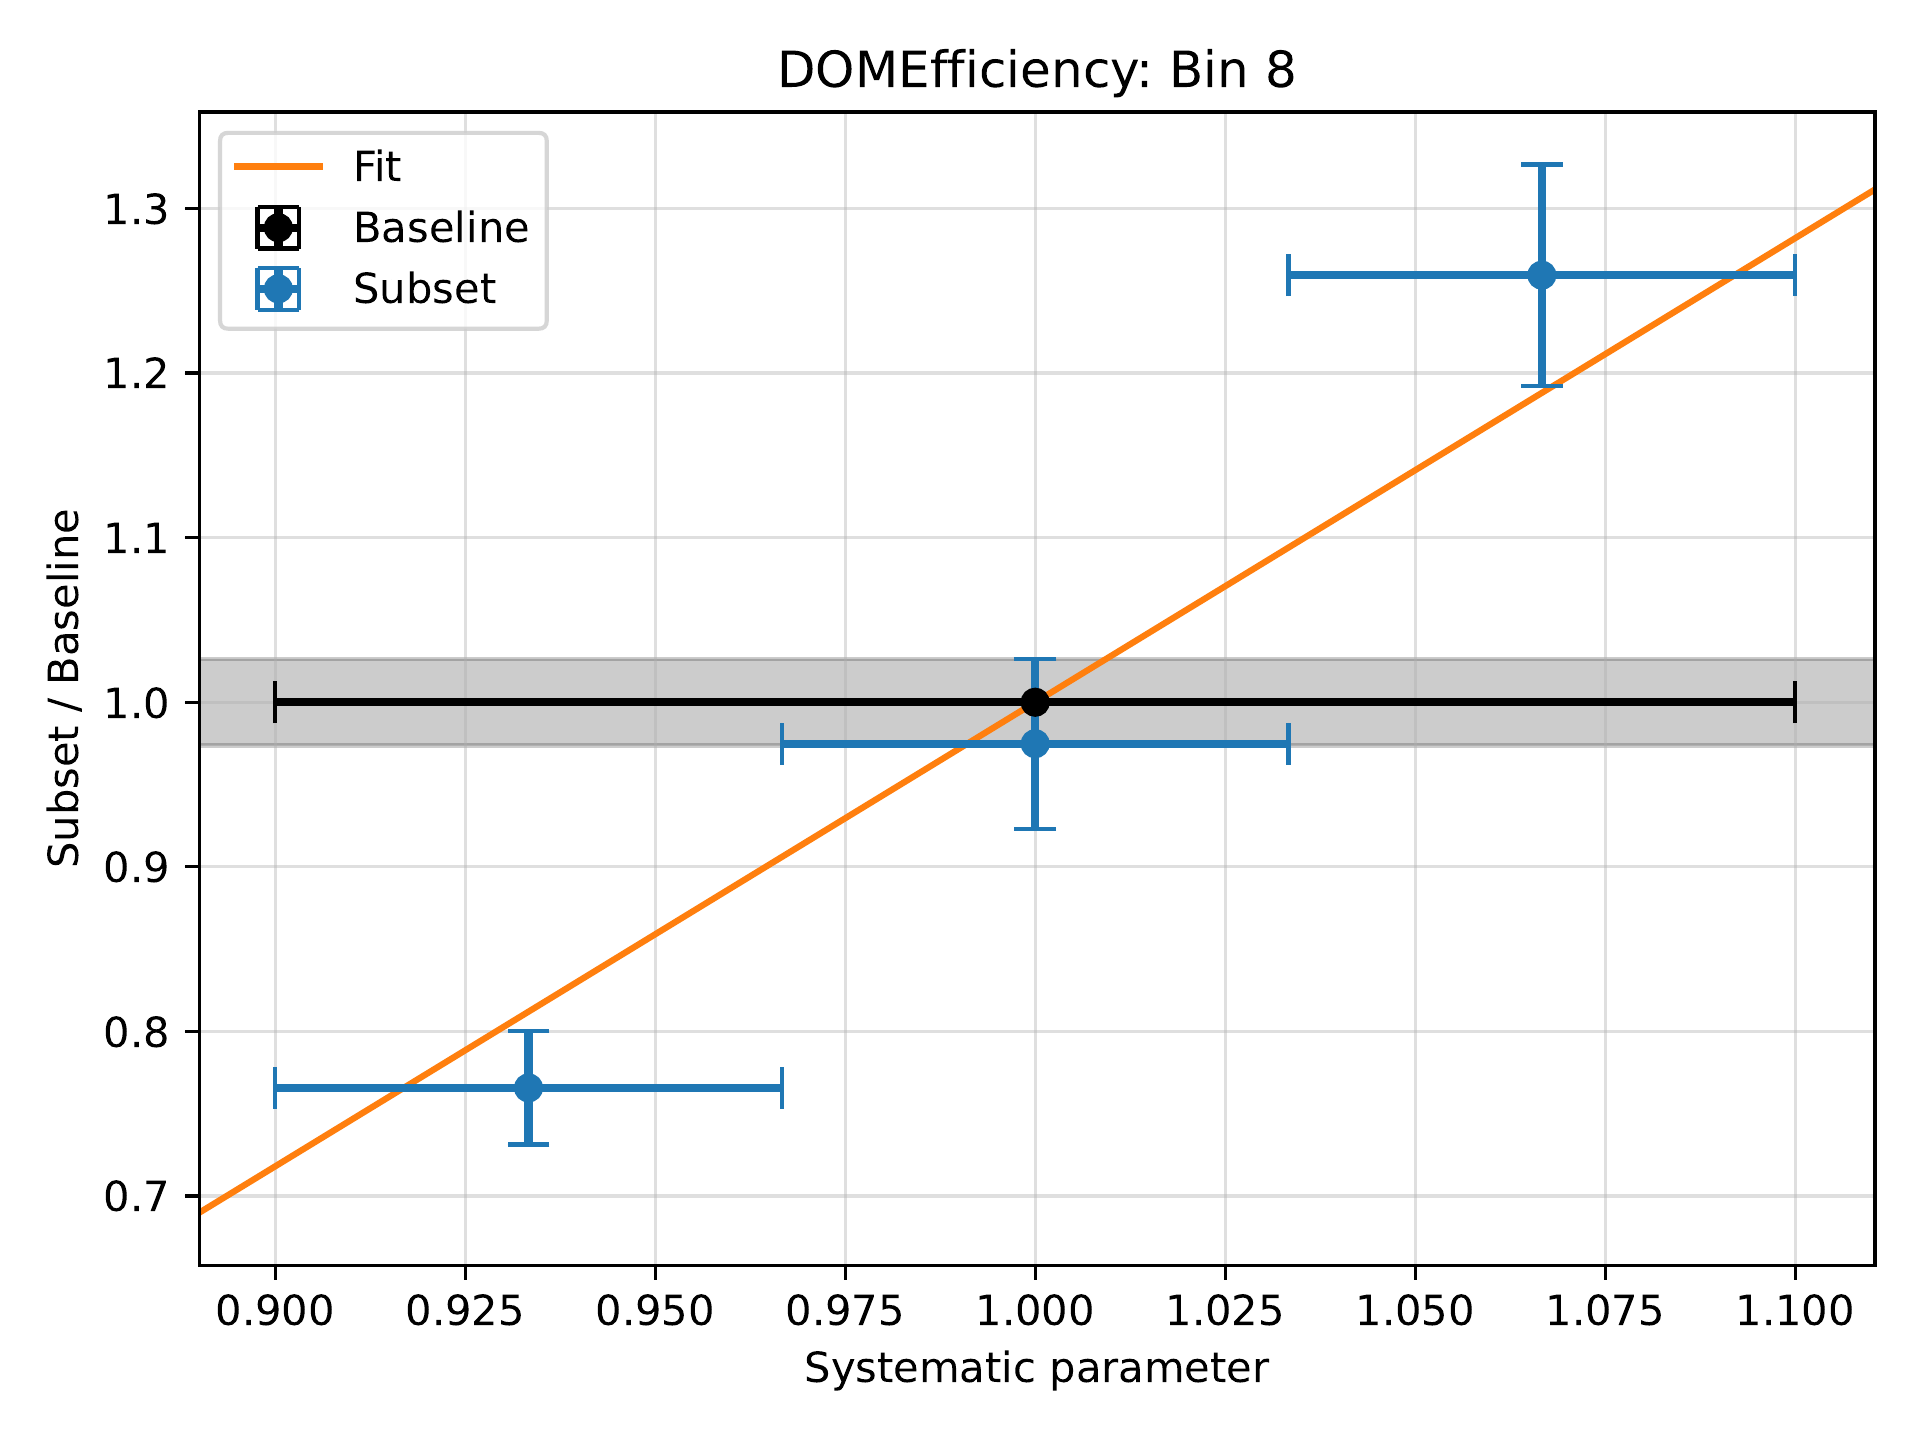 DOMEfficiency: Bin 8
Fit
Baseline
Subset
1.3
1.2
1.1
1.0
0.9
0.8
0.7
Subset / Baseline
0.900 0.925 0.950 0.975 1.000 1.025 1.050 1.075 1.100
Systematic parameter